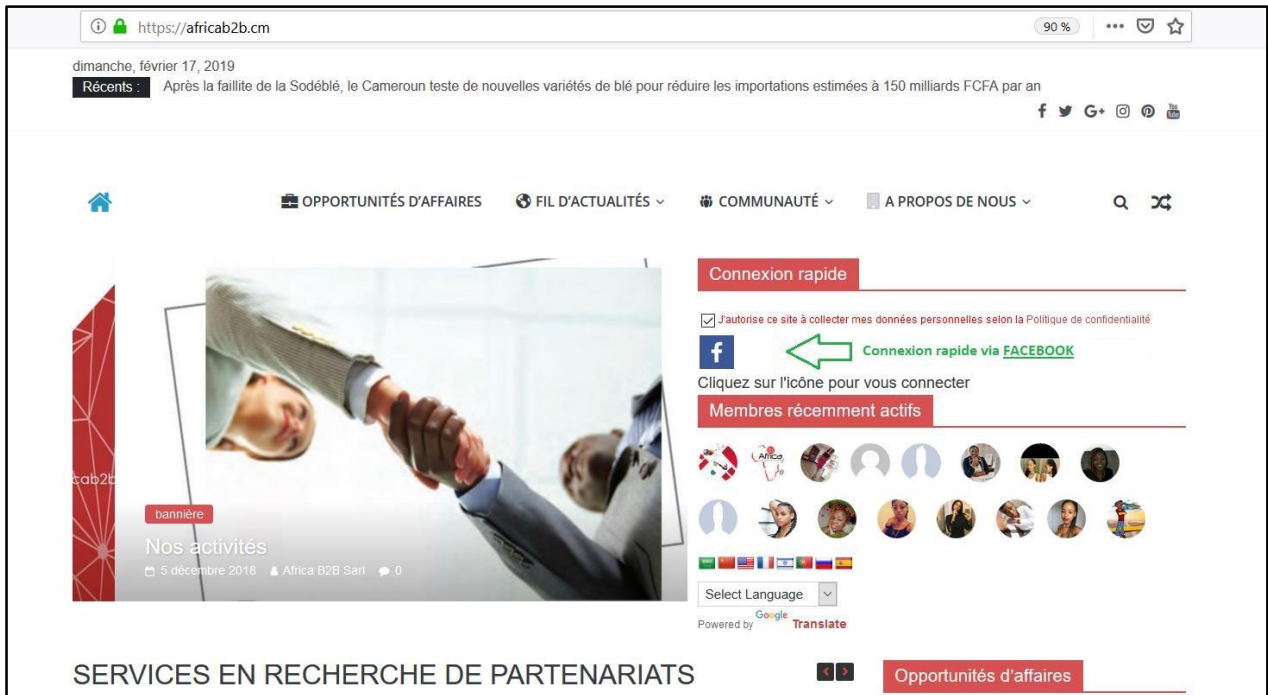 https://africab2b.cm
90 %
dimanche, février 17, 2019
Récents :
Après la faillite de la Sodéblé, le Cameroun teste de nouvelles variétés de blé pour réduire les importations estimées à 150 milliards FCFA par an
OPPORTUNITÉS D'AFFAIRES
FIL D'ACTUALITÉS
COMMUNAUTÉ
A PROPOS DE NOUS
Connexion rapide
J'autorise ce site à collecter mes données personnelles selon la Politique de confidentialité
Connexion rapide via FACEBOOK
Cliquez sur l'icône pour vous connecter
Membres récemment actifs
Africa
cab2b
bannière
Nos activités
5 décembre 2018 Africa B2B Sarl 0
Select Language
Powered by Google Translate
SERVICES EN RECHERCHE DE PARTENARIATS
Opportunités d'affaires